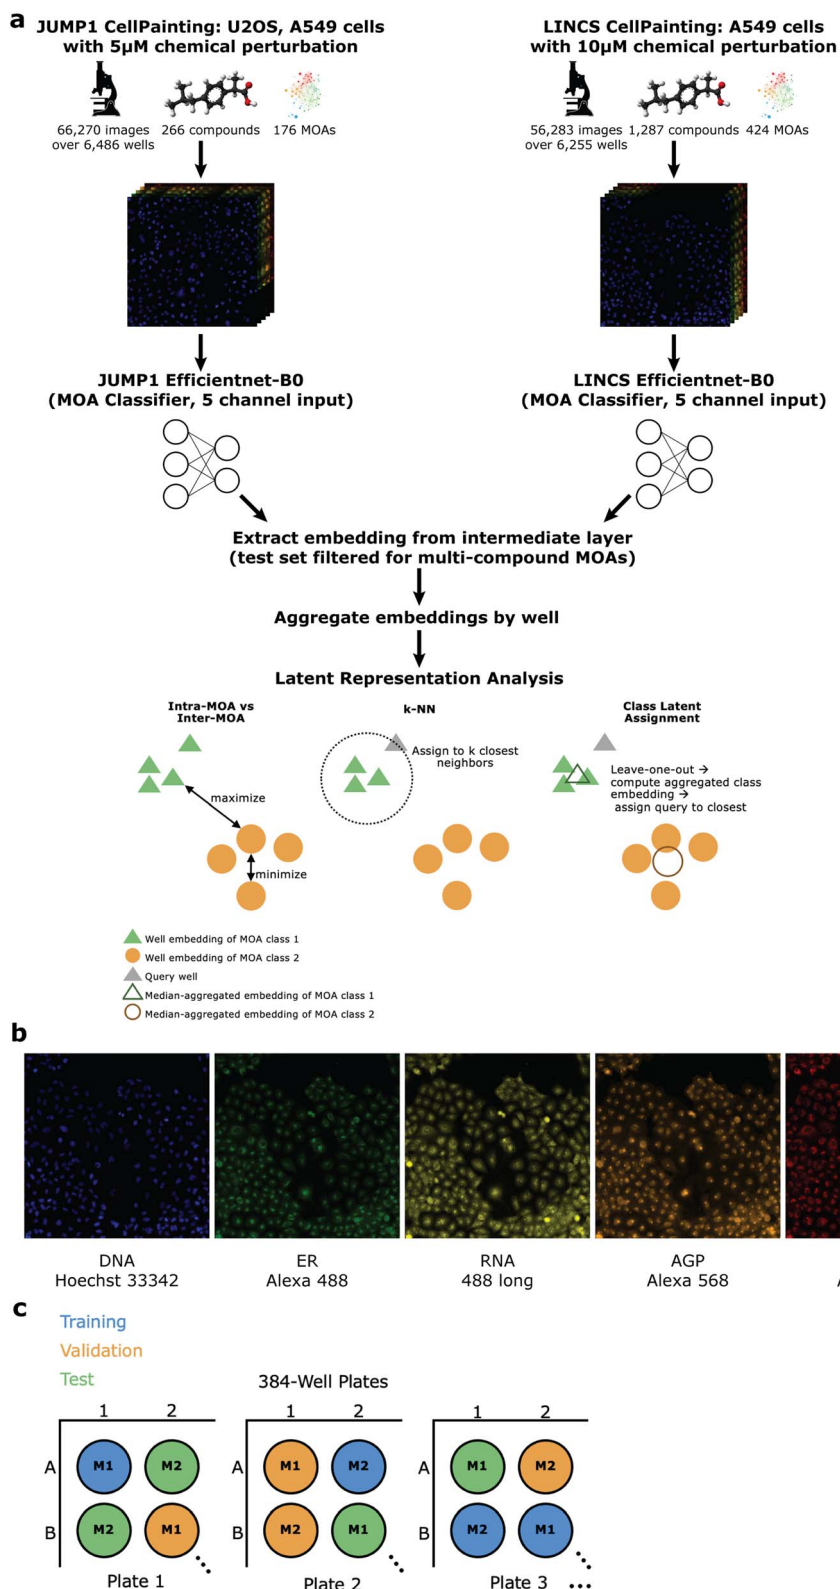 a
JUMP1 CellPainting: U2OS, A549 cells
with 5µM chemical perturbation
66,270 images
over 6,486 wells
266 compounds
176 MOAs
LINCS CellPainting: A549 cells
with 10µM chemical perturbation
56,283 images
over 6,255 wells
1,287 compounds
424 MOAs
JUMP1 Efficientnet-B0
(MOA Classifier, 5 channel input)
LINCS Efficientnet-B0
(MOA Classifier, 5 channel input)
Extract embedding from intermediate layer
(test set filtered for multi-compound MOAs)
Aggregate embeddings by well
Latent Representation Analysis
Intra-MOA vs
Inter-MOA
maximize
minimize
k-NN
Assign to k closest
neighbors
Class Latent
Assignment
Leave-one-out →
compute aggregated class
embedding →
assign query to closest
Well embedding of MOA class 1
Well embedding of MOA class 2
Query well
Median-aggregated embedding of MOA class 1
Median-aggregated embedding of MOA class 2
b
DNA
Hoechst 33342
ER
Alexa 488
RNA
488 long
AGP
Alexa 568
c
Training
Validation
Test
384-Well Plates
1 2
A M1 M2
B M2 M1
Plate 1
1 2
A M1 M2
B M2 M1
Plate 2
1 2
A M1 M2
B M2 M1
Plate 3